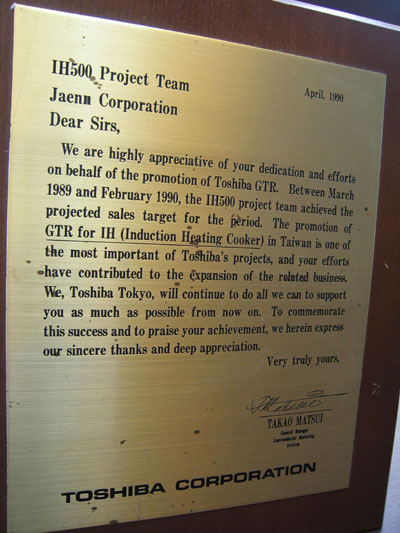 IH500 Project Team
April, 1990
Jaenn Corporation
Dear Sirs,
We are highly appreciative of your dedication and efforts
on behalf of the promotion of Toshiba GTR. Between March
1989 and February 1990, the IH500 project team achieved the
projected sales target for the period. The promotion of
GTR for IH (Induction Heating Cooker) in Taiwan is one of
the most important of Toshiba's projects, and your efforts
have contributed to the expansion of the related business.
We, Toshiba Tokyo, will continue to do all we can to support
you as much as possible from now on. To commemorate
this success and to praise your achievement, we herein express
our sincere thanks and deep appreciation.
Very truly yours,
TAKAO MATSUI
General Manager
Semiconductor Marketing
Division
TOSHIBA CORPORATION